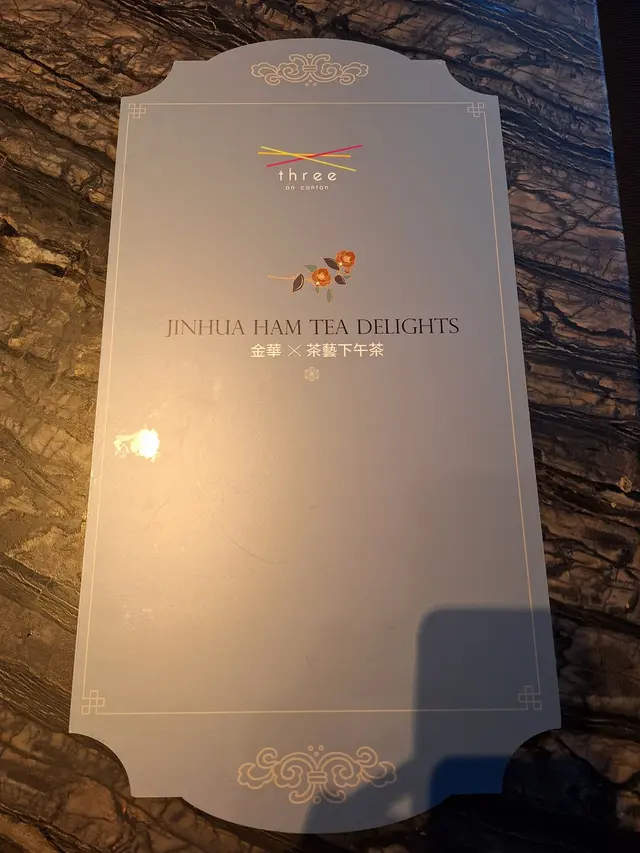 three
on canton
JINHUA HAM TEA DELIGHTS
金華 × 茶藝下午茶